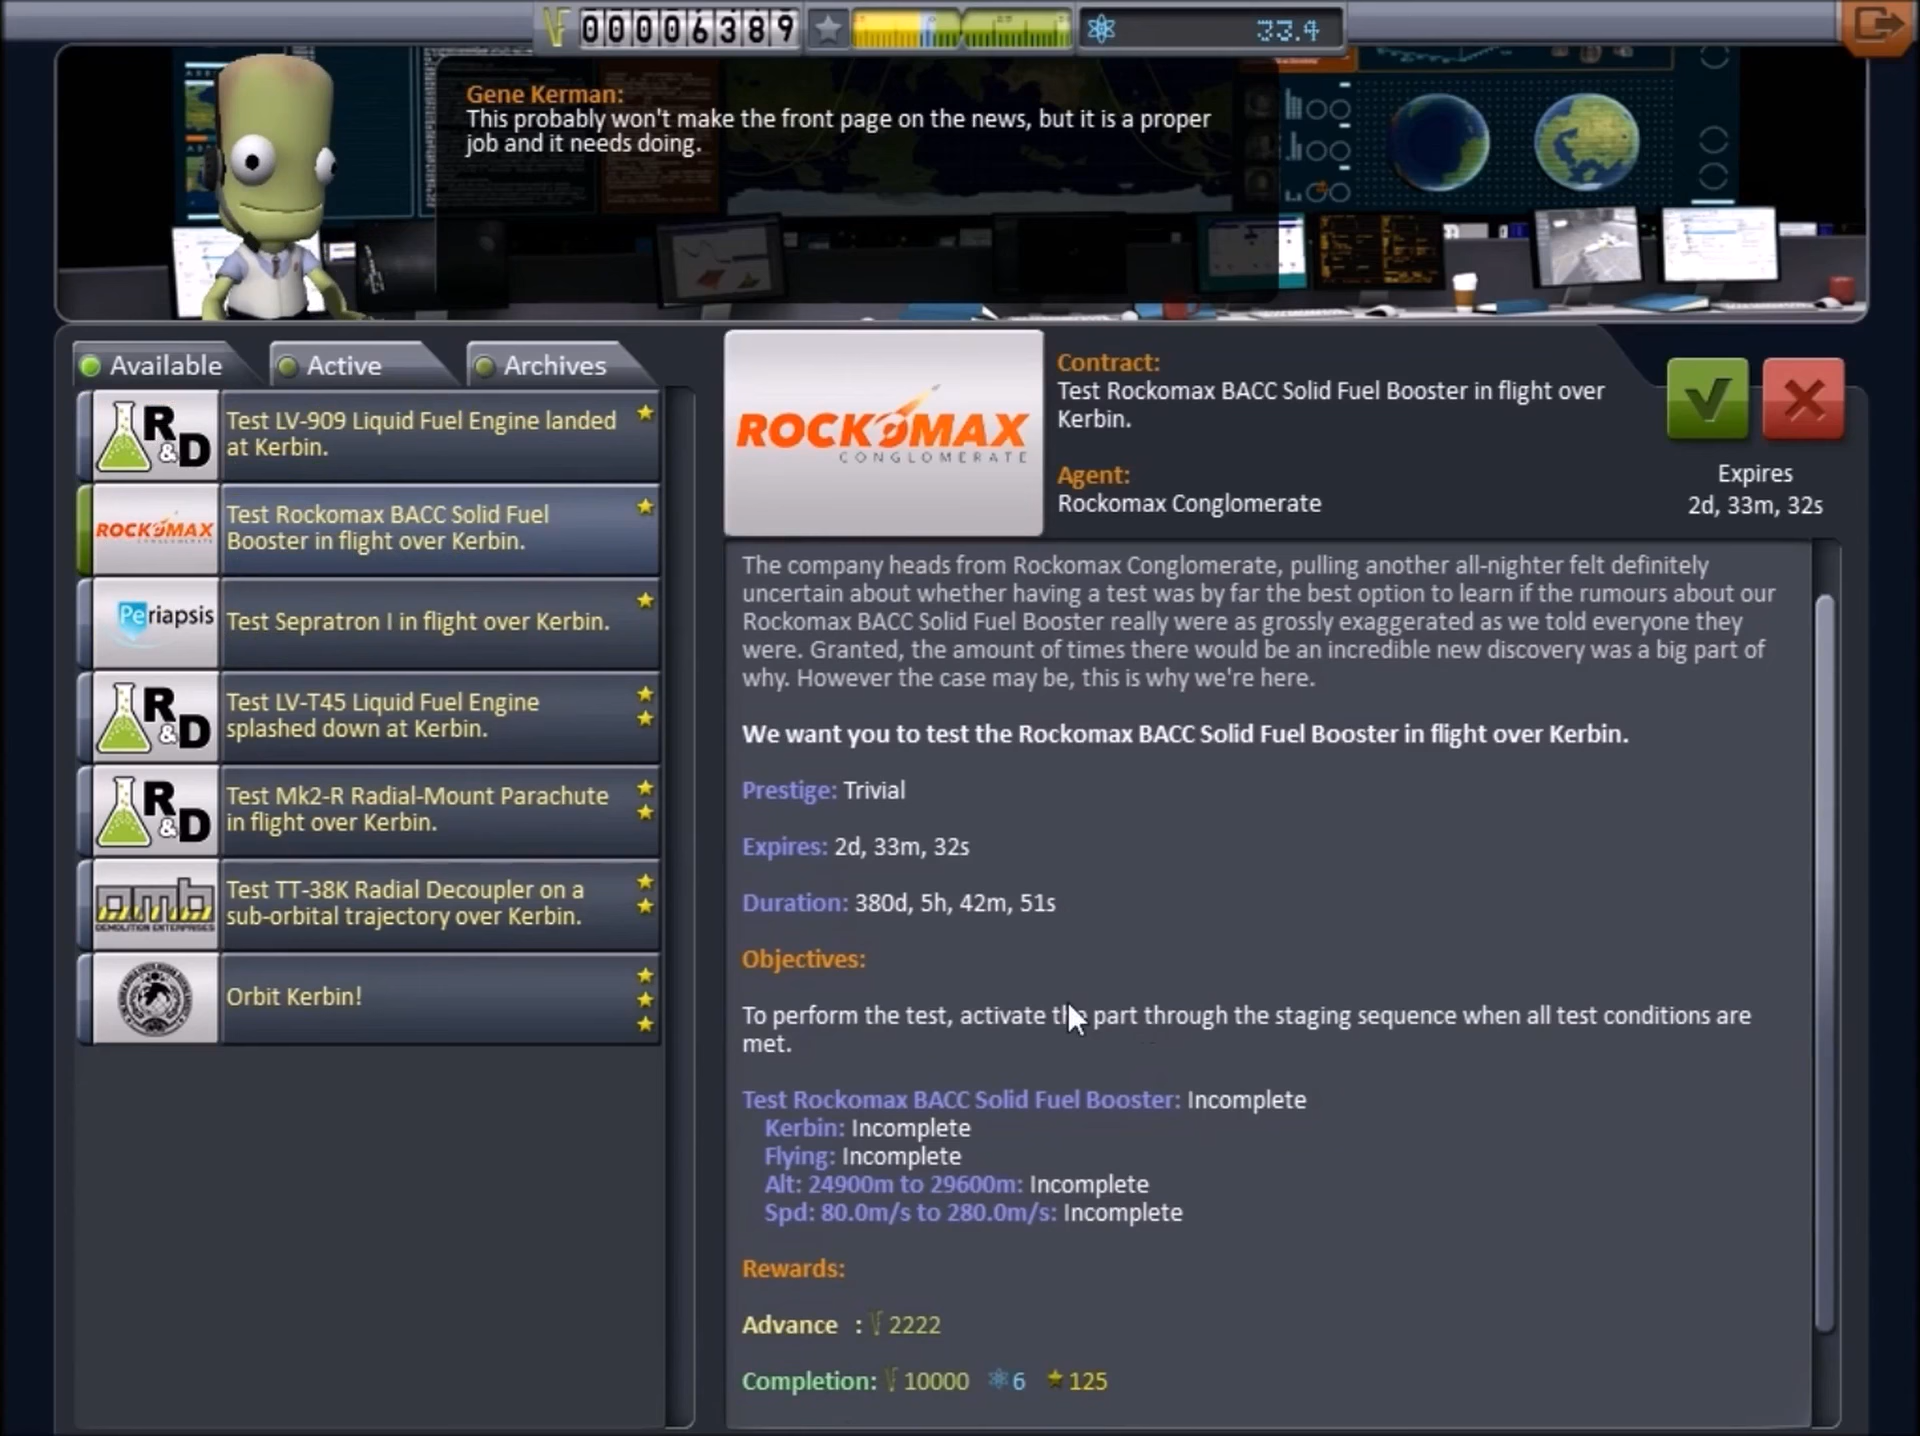 00006389
33.4
Gene Kerman:
This probably won't make the front page on the news, but it is a proper
job and it needs doing.
Available
Active
Archives
R&D
Test LV-909 Liquid Fuel Engine landed
at Kerbin.
ROCKOMAX
CONGLOMERATE
Test Rockomax BACC Solid Fuel
Booster in flight over Kerbin.
Periapsis
Test Sepratron I in flight over Kerbin.
R&D
Test LV-T45 Liquid Fuel Engine
splashed down at Kerbin.
R&D
Test Mk2-R Radial-Mount Parachute
in flight over Kerbin.
omb
DEMOLITION ENTERPRISES
Test TT-38K Radial Decoupler on a
sub-orbital trajectory over Kerbin.
Orbit Kerbin!
ROCKOMAX
CONGLOMERATE
Contract:
Test Rockomax BACC Solid Fuel Booster in flight over
Kerbin.
Agent:
Rockomax Conglomerate
Expires
2d, 33m, 32s
The company heads from Rockomax Conglomerate, pulling another all-nighter felt definitely
uncertain about whether having a test was by far the best option to learn if the rumours about our
Rockomax BACC Solid Fuel Booster really were as grossly exaggerated as we told everyone they
were. Granted, the amount of times there would be an incredible new discovery was a big part of
why. However the case may be, this is why we're here.
We want you to test the Rockomax BACC Solid Fuel Booster in flight over Kerbin.
Prestige: Trivial
Expires: 2d, 33m, 32s
Duration: 380d, 5h, 42m, 51s
Objectives:
To perform the test, activate the part through the staging sequence when all test conditions are
met.
Test Rockomax BACC Solid Fuel Booster: Incomplete
Kerbin: Incomplete
Flying: Incomplete
Alt: 24900m to 29600m: Incomplete
Spd: 80.0m/s to 280.0m/s: Incomplete
Rewards:
Advance : 2222
Completion: 10000 6 125